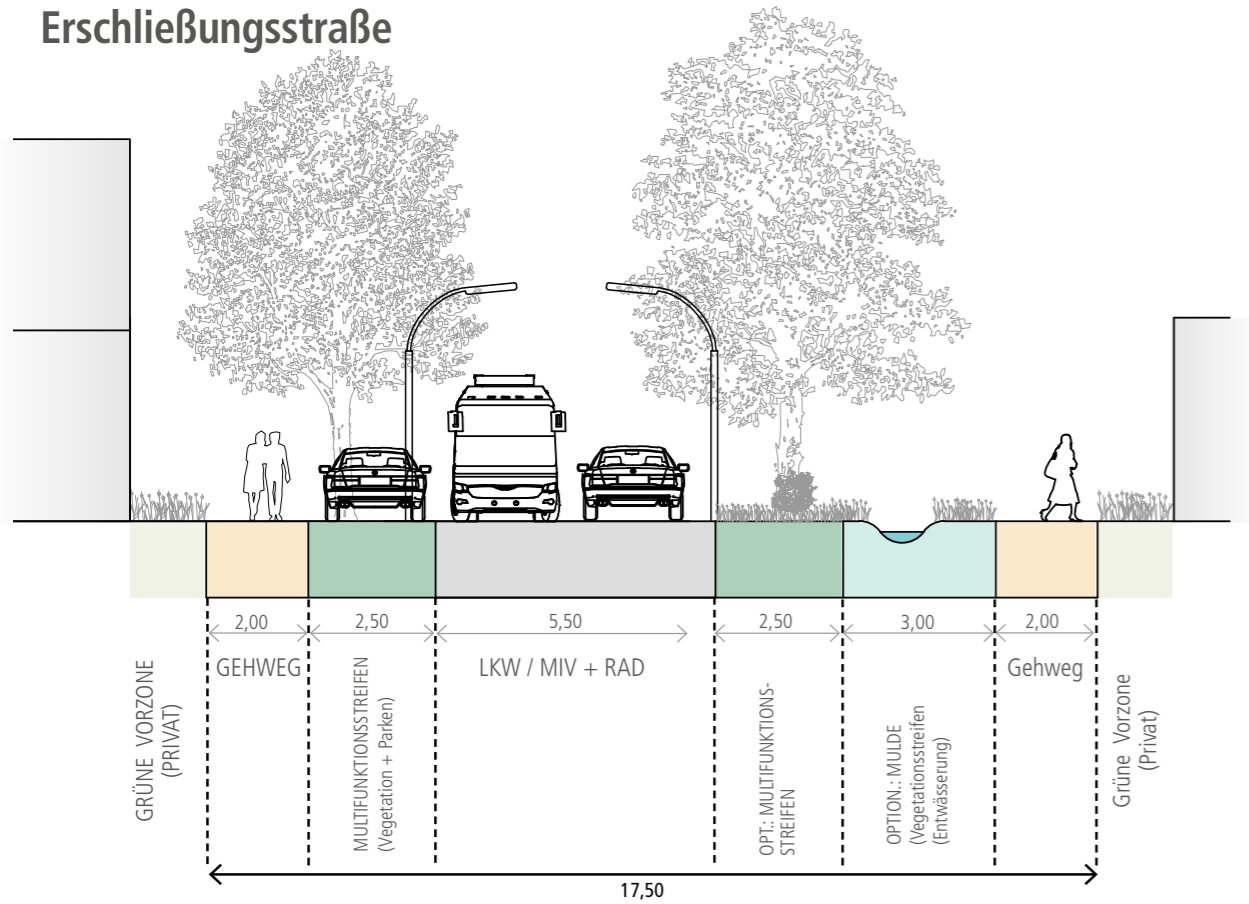 Erschließungsstraße
2,00
2,50
5,50
2,50
3,00
2,00
GRÜNE VORZONE
(PRIVAT)
GEHWEG
MULTIFUNKTIONSSTREIFEN
(Vegetation + Parken)
LKW / MIV + RAD
OPT.: MULTIFUNKTIONS-
STREIFEN
OPTION.: MULDE
(Vegetationsstreifen
(Entwässerung)
Gehweg
Grüne Vorzone
(Privat)
17,50